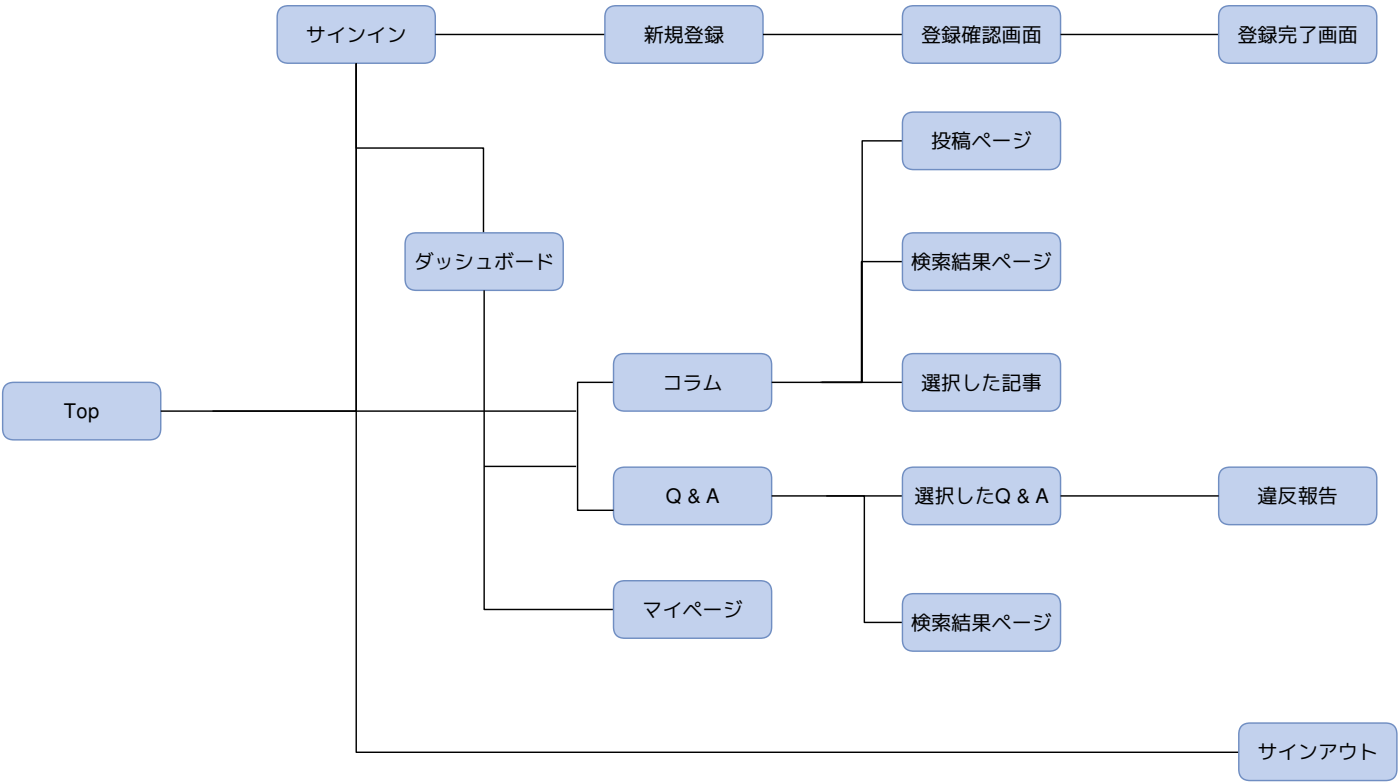 サインイン
新規登録
登録確認画面
登録完了画面
投稿ページ
ダッシュボード
検索結果ページ
コラム
選択した記事
Top
Q & A
選択したQ & A
違反報告
マイページ
検索結果ページ
サインアウト